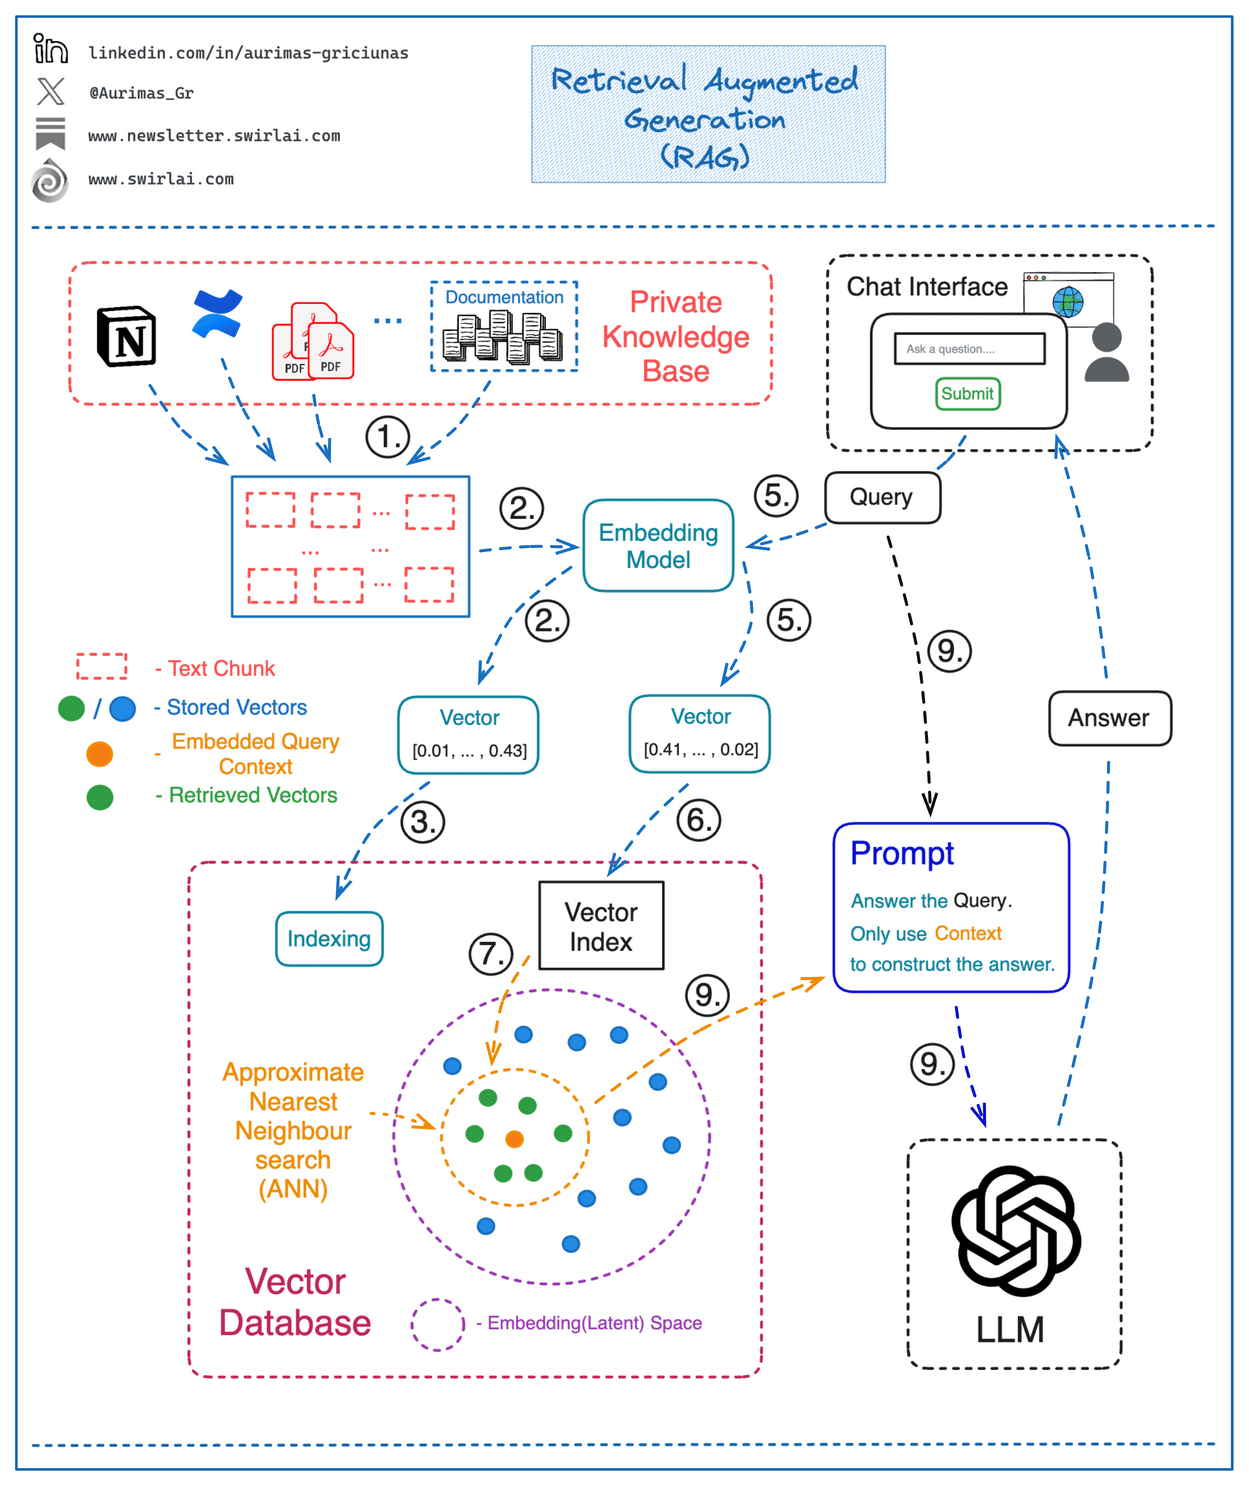 linkedin.com/in/aurimas-griciunas
@Aurimas_Gr
www.newsletter.swirlai.com
www.swirlai.com
Retrieval Augmented
Generation
(RAG)
N
PDF
PDF
PDF
...
Documentation
Private
Knowledge
Base
Chat Interface
Ask a question....
Submit
1.
2.
Embedding
Model
5.
Query
...
...
...
...
2.
5.
9.
- Text Chunk
/
- Stored Vectors
- Embedded Query
Context
- Retrieved Vectors
Vector
[0.01, ... , 0.43]
Vector
[0.41, ... , 0.02]
Answer
3.
6.
Prompt
Answer the Query.
Only use Context
to construct the answer.
Indexing
Vector
Index
7.
9.
9.
Approximate
Nearest
Neighbour
search
(ANN)
Vector
Database
- Embedding(Latent) Space
LLM